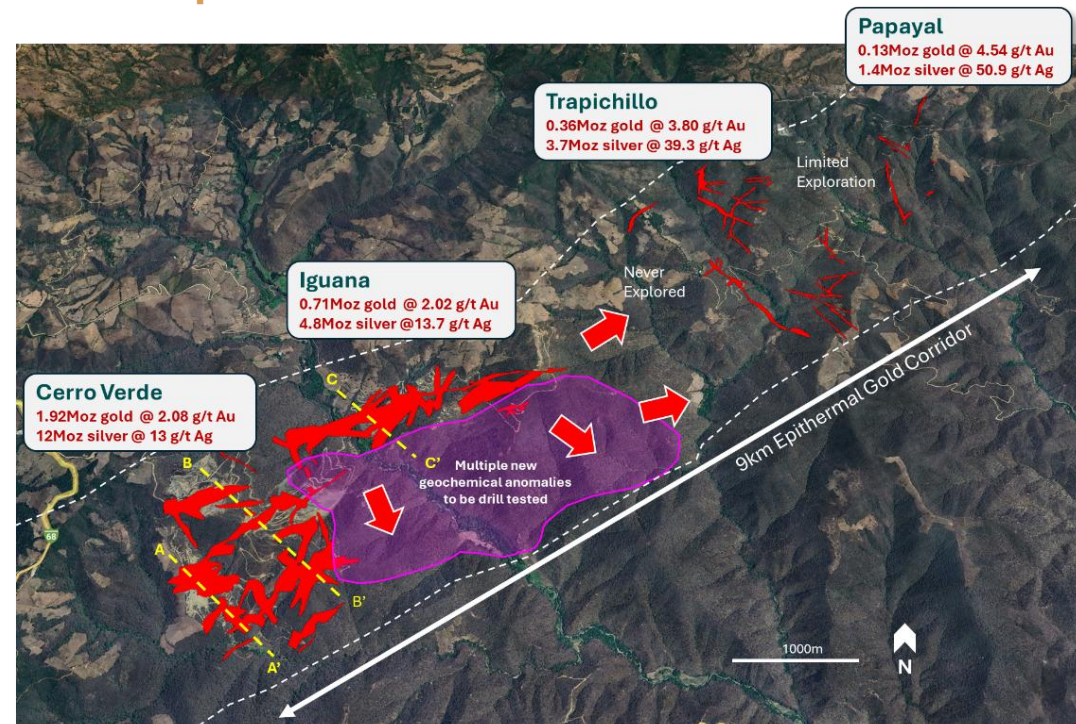 Papayal
0.13Moz gold @ 4.54 g/t Au
1.4Moz silver @ 50.9 g/t Ag
Trapichillo
0.36Moz gold @ 3.80 g/t Au
3.7Moz silver @ 39.3 g/t Ag
Limited
Exploration
Never
Explored
Iguana
0.71Moz gold @ 2.02 g/t Au
4.8Moz silver @13.7 g/t Ag
Cerro Verde
1.92Moz gold @ 2.08 g/t Au
12Moz silver @ 13 g/t Ag
C
C'
B
B'
A
A'
68
Multiple new
geochemical anomalies
to be drill tested
9km Epithermal Gold Corridor
1000m
N